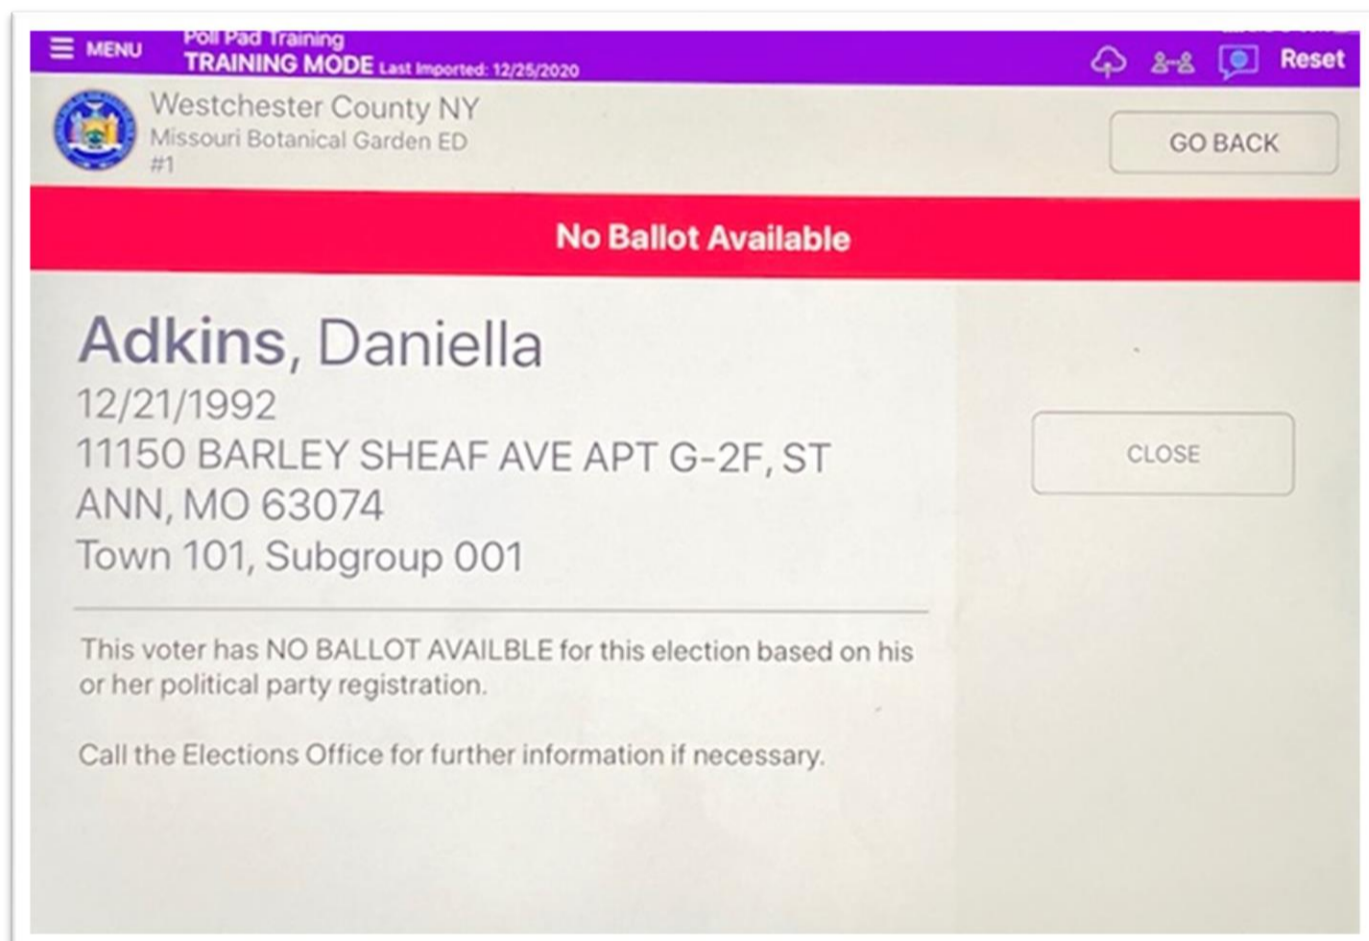 MENU
Poll Pad Training
TRAINING MODE Last Imported: 12/25/2020
Reset
Westchester County NY
Missouri Botanical Garden ED
#1
GO BACK
No Ballot Available
Adkins, Daniella
12/21/1992
11150 BARLEY SHEAF AVE APT G-2F, ST
ANN, MO 63074
Town 101, Subgroup 001
CLOSE
This voter has NO BALLOT AVAILBLE for this election based on his
or her political party registration.
Call the Elections Office for further information if necessary.